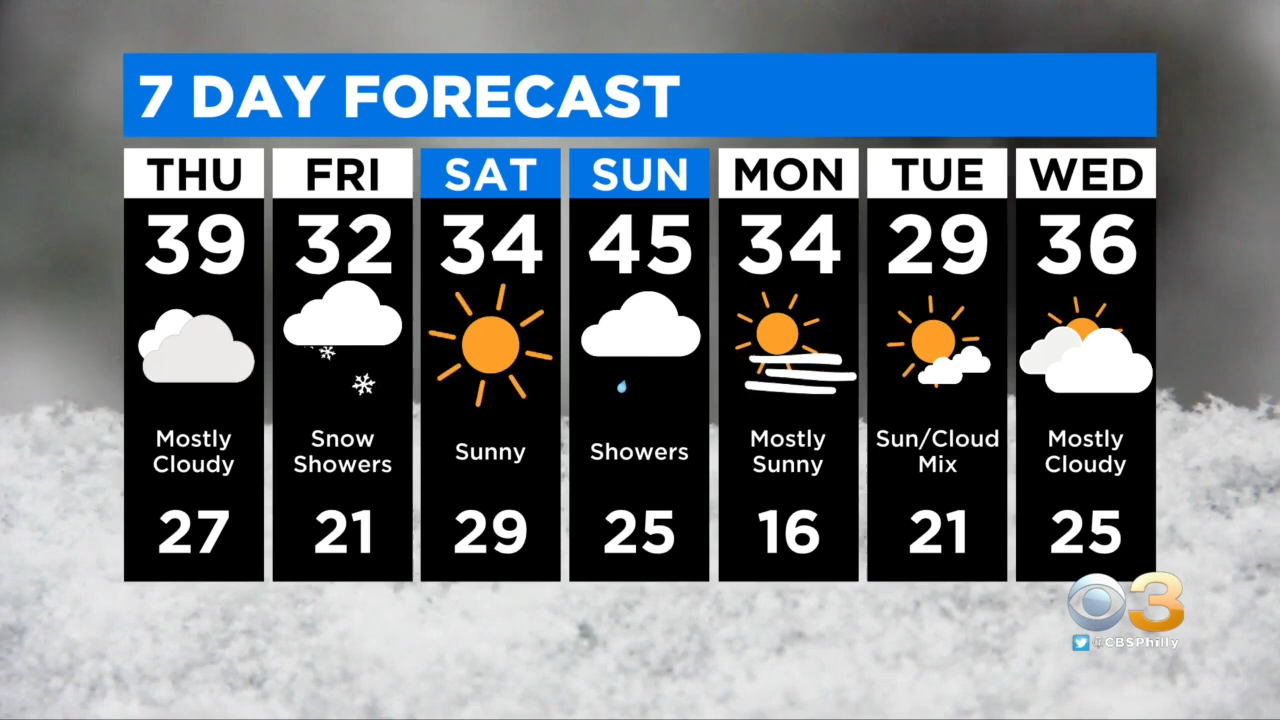 7 DAY FORECAST
THU FRI SAT SUN MON TUE WED
39 32 34 45 34 29 36
Mostly Cloudy
Snow Showers
Sunny
Showers
Mostly Sunny
Sun/Cloud Mix
Mostly Cloudy
27 21 29 25 16 21 25
3
@CBSPhilly